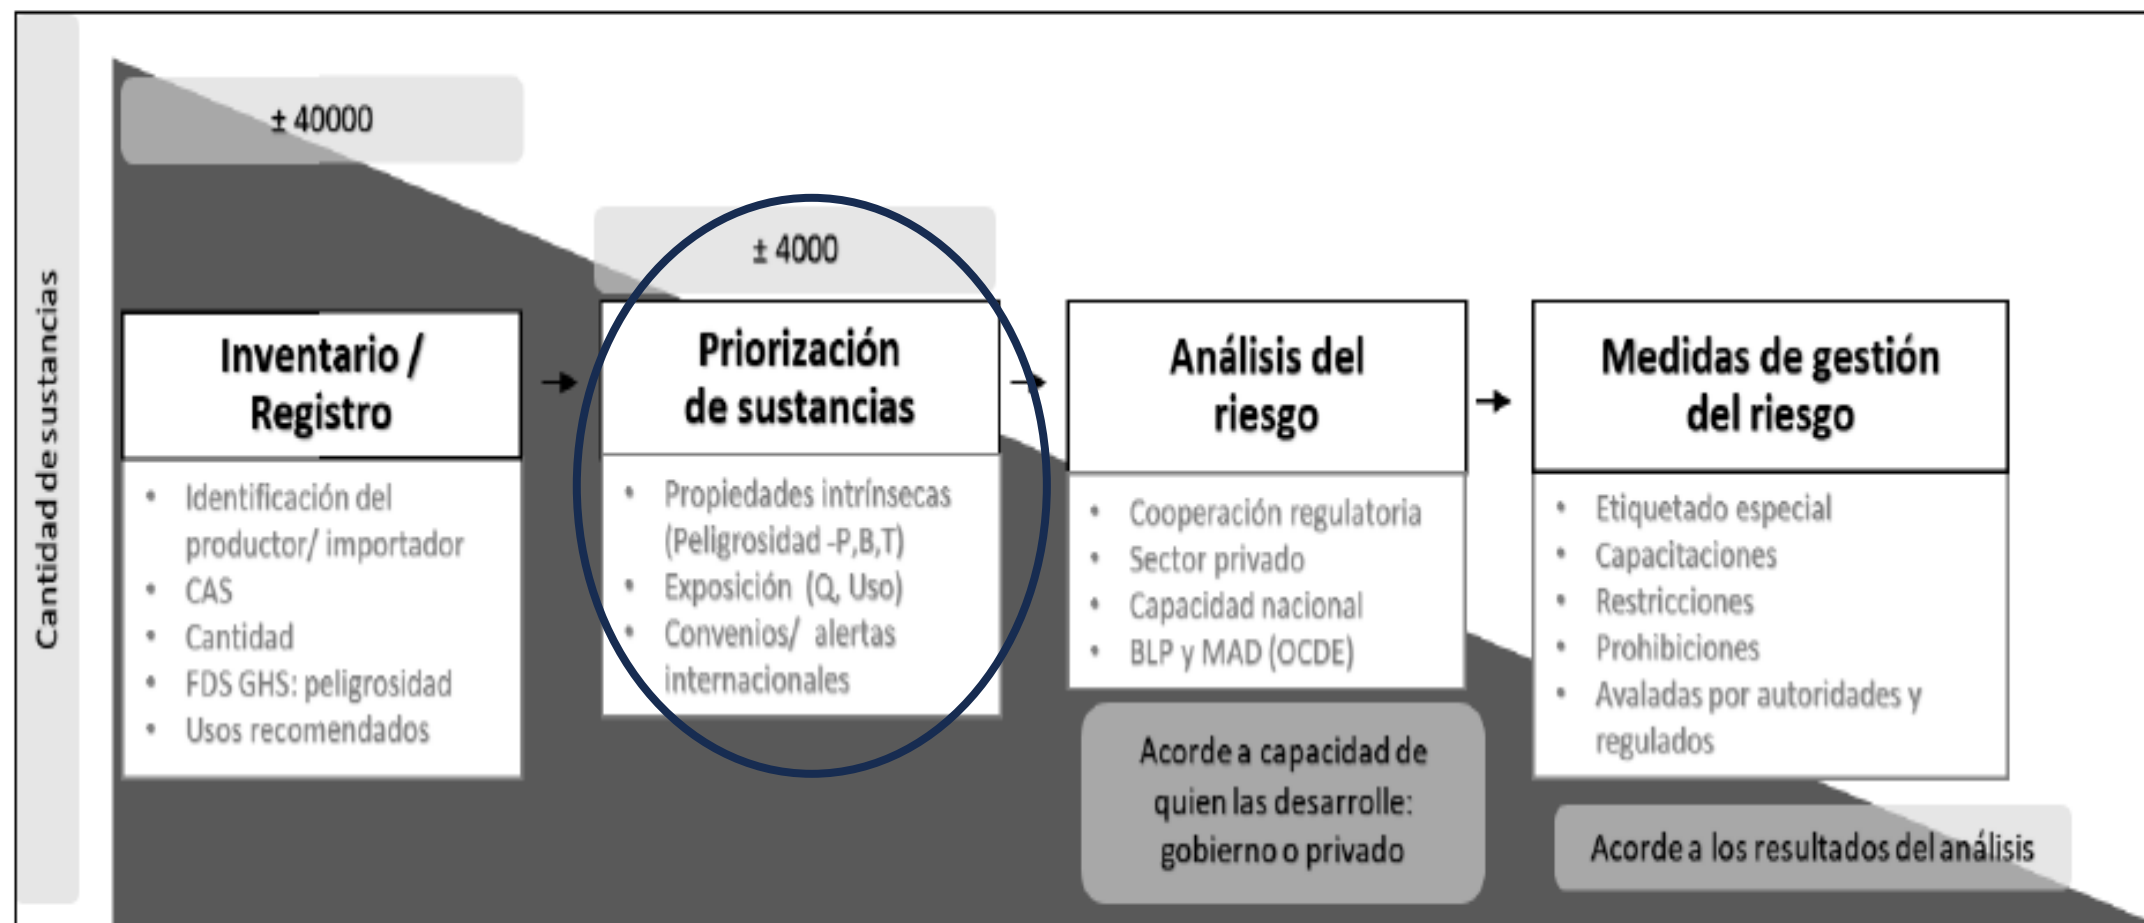 Cantidad de sustancias
± 40000
Inventario /
Registro
• Identificación del
productor/ importador
• CAS
• Cantidad
• FDS GHS: peligrosidad
• Usos recomendados
± 4000
Priorización
de sustancias
• Propiedades intrínsecas
(Peligrosidad -P,B,T)
• Exposición (Q, Uso)
• Convenios/ alertas
internacionales
Análisis del
riesgo
• Cooperación regulatoria
• Sector privado
• Capacidad nacional
• BLP y MAD (OCDE)
Acorde a capacidad de
quien las desarrolle:
gobierno o privado
Medidas de gestión
del riesgo
• Etiquetado especial
• Capacitaciones
• Restricciones
• Prohibiciones
• Avaladas por autoridades y
regulados
Acorde a los resultados del análisis